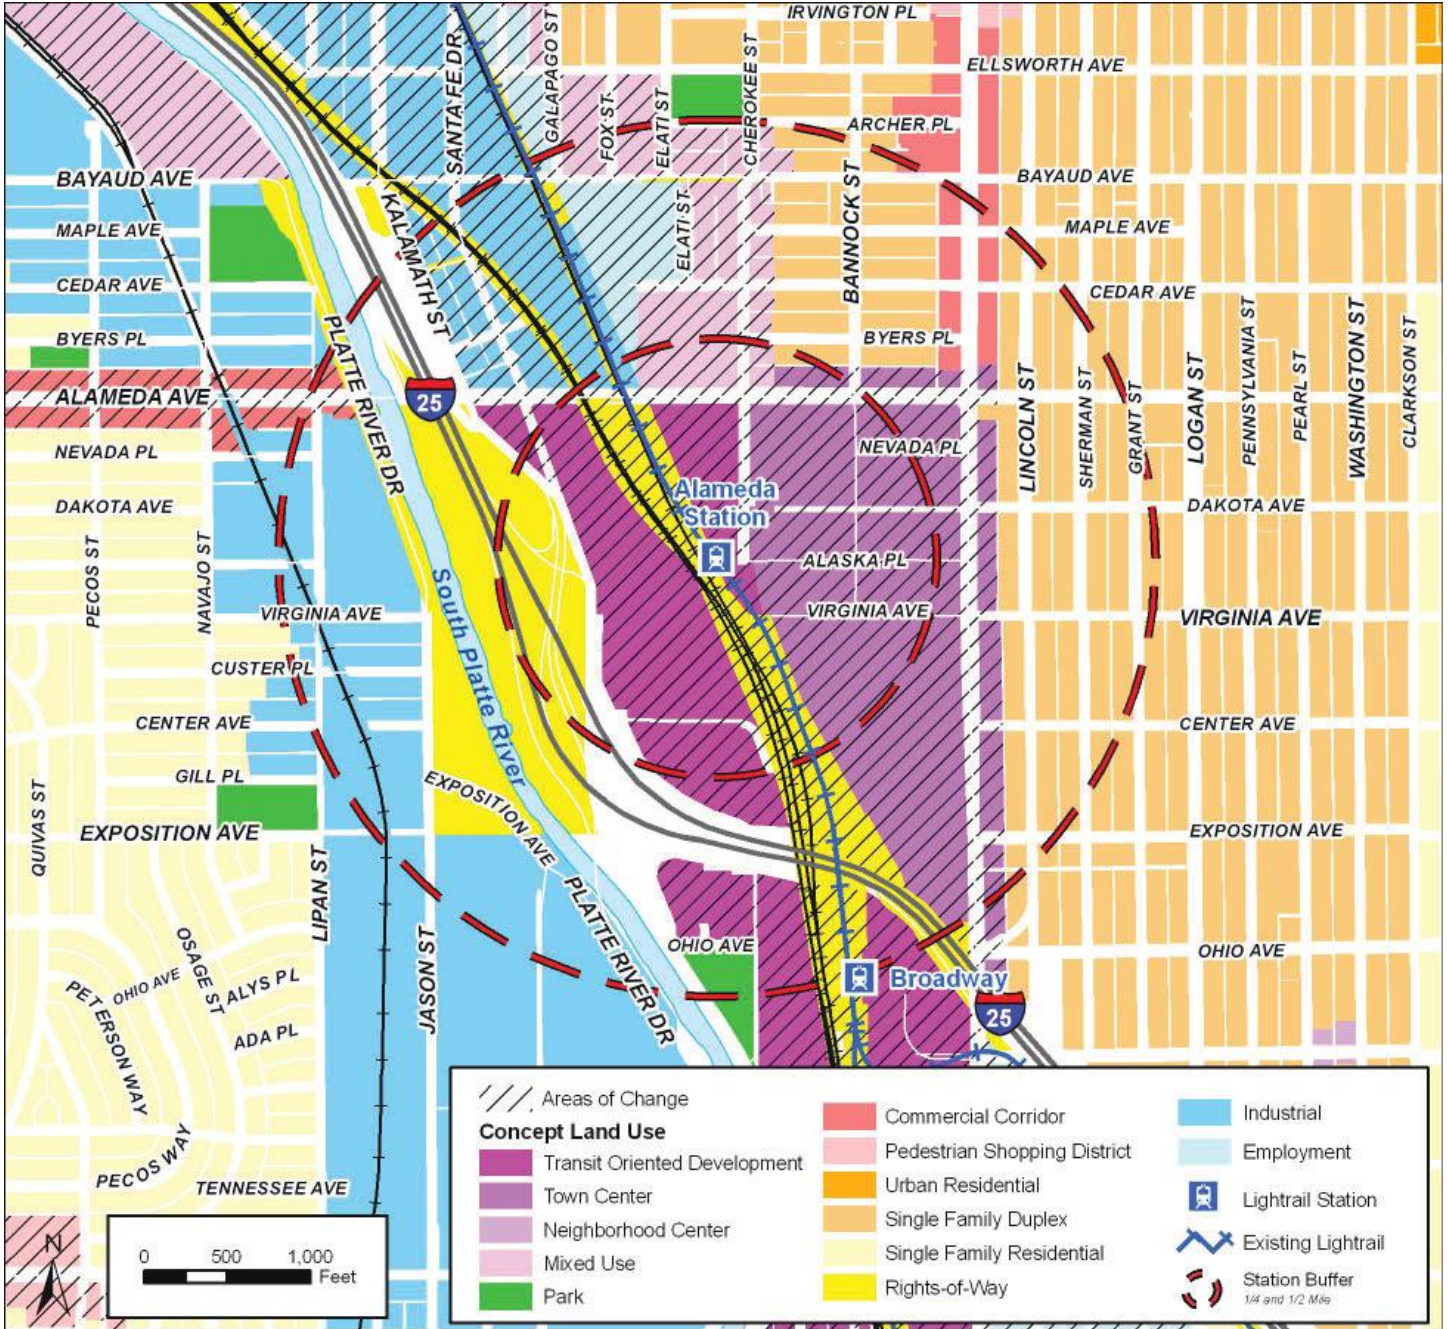 IRVINGTON PL
ELLSWORTH AVE
GALAPAGO ST
SANTA FE DR
FOX ST
ELATI ST
CHEROKEE ST
ARCHER PL
BAYAUD AVE
BAYAUD AVE
KALAMATH ST
ELATI ST
BANNOCK ST
MAPLE AVE
MAPLE AVE
CEDAR AVE
CEDAR AVE
BYERS PL
BYERS PL
PLATTE RIVER DR
25
ALAMEDA AVE
LINCOLN ST
SHERMAN ST
GRANT ST
LOGAN ST
PENNSYLVANIA ST
PEARL ST
WASHINGTON ST
CLARKSON ST
NEVADA PL
NEVADA PL
Alameda
Station
DAKOTA AVE
DAKOTA AVE
PECOS ST
NAVAJO ST
ALASKA PL
VIRGINIA AVE
VIRGINIA AVE
VIRGINIA AVE
South Platte River
CUSTER PL
CENTER AVE
CENTER AVE
GILL PL
QUIVAS ST
EXPOSITION AVE
EXPOSITION AVE
EXPOSITION AVE
LIPAN ST
JASON ST
PLATTE RIVER DR
OHIO AVE
OHIO AVE
OSAGE ST
OHIO AVE
ALYS PL
PETERSON WAY
ADA PL
Broadway
25
PECOS WAY
TENNESSEE AVE
N
0 500 1,000
Feet
Areas of Change
Concept Land Use
Transit Oriented Development
Town Center
Neighborhood Center
Mixed Use
Park
Commercial Corridor
Pedestrian Shopping District
Urban Residential
Single Family Duplex
Single Family Residential
Rights-of-Way
Industrial
Employment
Lightrail Station
Existing Lightrail
Station Buffer
1/4 and 1/2 Mile